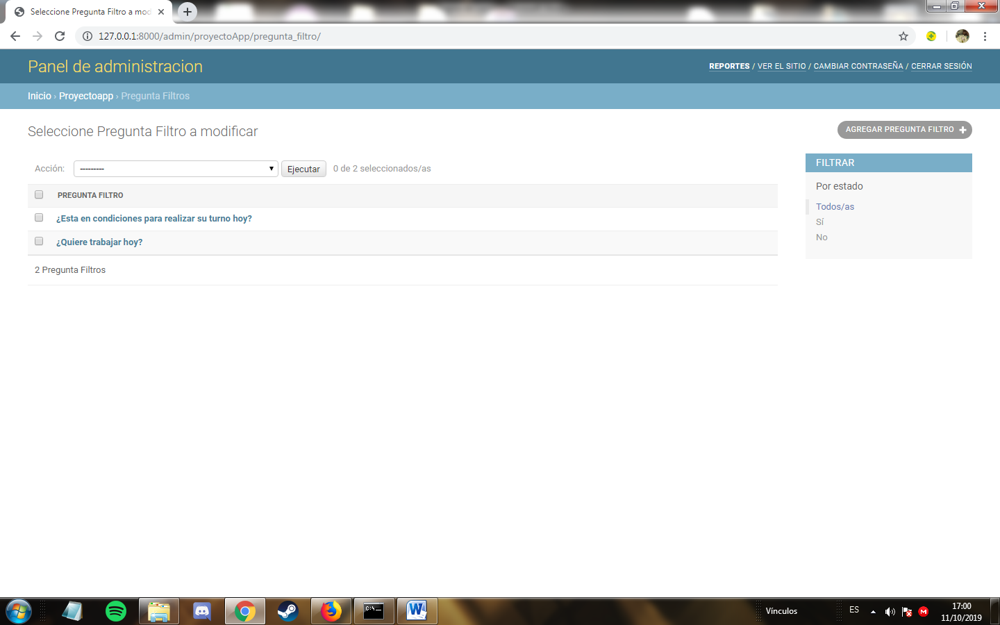 Seleccione Pregunta Filtro a mod
127.0.0.1:8000/admin/proyectoApp/pregunta_filtro/
Panel de administracion
REPORTES / VER EL SITIO / CAMBIAR CONTRASEÑA / CERRAR SESIÓN
Inicio › Proyectoapp › Pregunta Filtros
Seleccione Pregunta Filtro a modificar
AGREGAR PREGUNTA FILTRO +
Acción: --------- Ejecutar 0 de 2 seleccionados/as
PREGUNTA FILTRO
¿Esta en condiciones para realizar su turno hoy?
¿Quiere trabajar hoy?
2 Pregunta Filtros
FILTRAR
Por estado
Todos/as
Sí
No
Vínculos
ES
17:00
11/10/2019